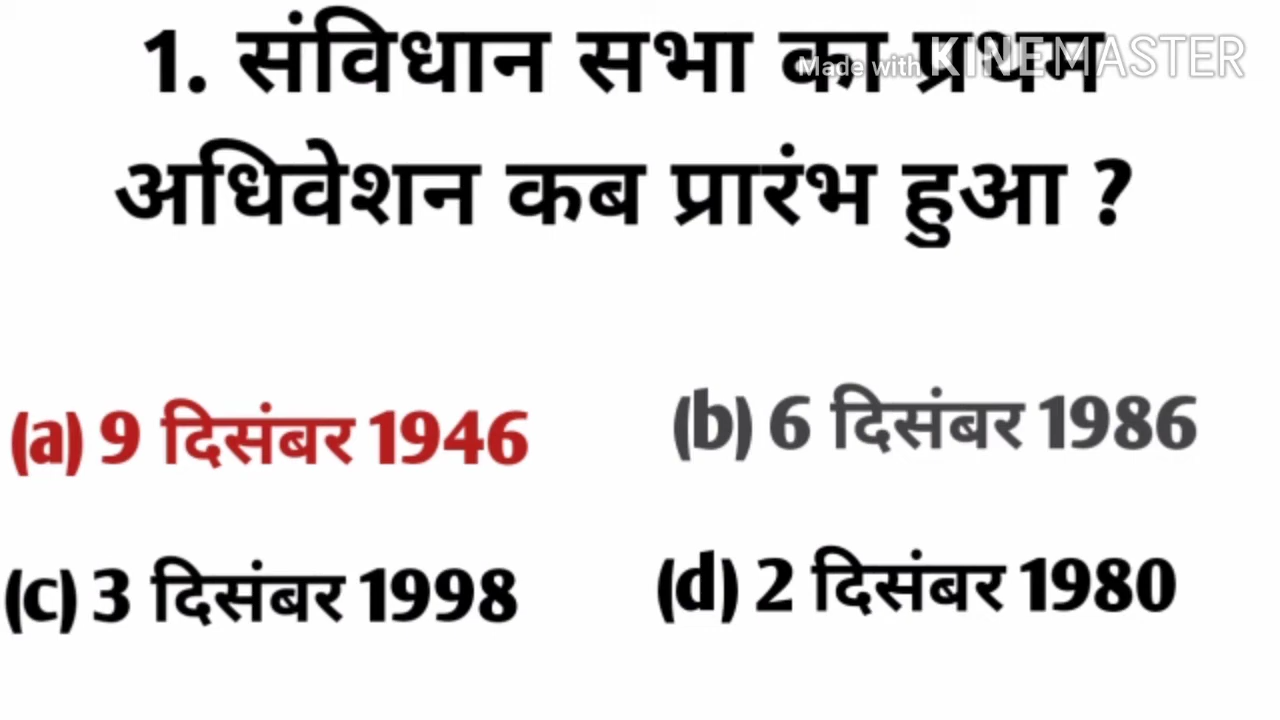 1. संविधान सभा का प्रथम
Made with KINEMASTER
अधिवेशन कब प्रारंभ हुआ ?
(a) 9 दिसंबर 1946
(b) 6 दिसंबर 1986
(c) 3 दिसंबर 1998
(d) 2 दिसंबर 1980